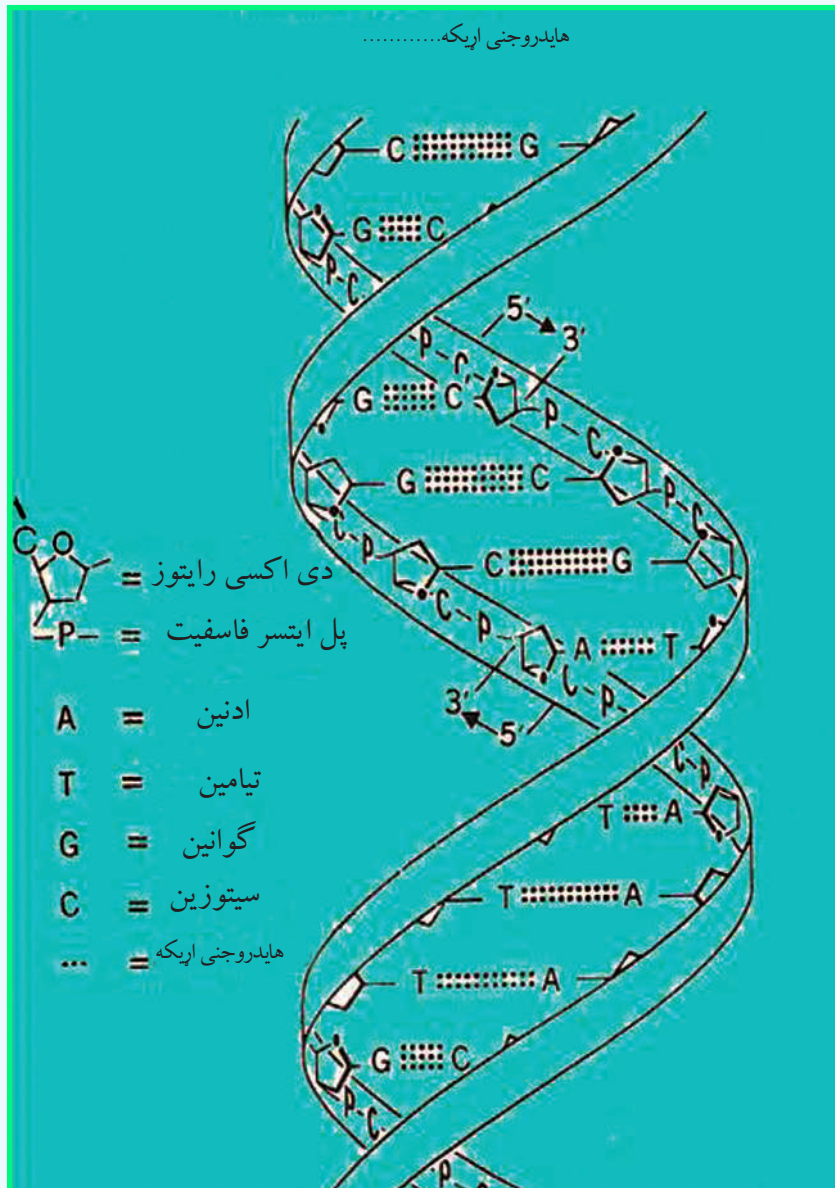 هایدروجنی اړیکه............
C G
G C
P-C
5' 3'
P-C
G C P-C
G C P-C
C-P
C G
C-P
A T
C-P
3' 5'
C-P
T A
T A
T A
G C
P-C
P
C O
= دی اکسی رایتوز
-P- = پل ایتسر فاسفیت
A = ادنین
T = تیامین
G = گوانین
C = سیتوزین
... = هایدروجنی اړیکه